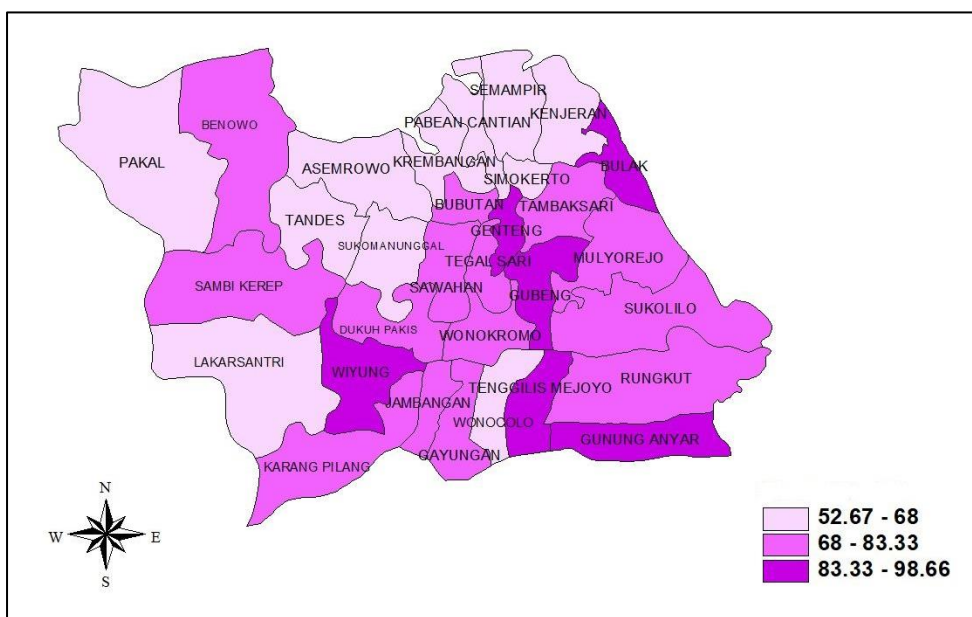 SEMAMPIR
KENJERAN
PABEAN CANTIAN
BENOWO
PAKAL
ASEMROWO
KREMBANGAN
BULAK
SIMOKERTO
BUBUTAN
TAMBAKSARI
TANDES
GENTENG
SUKOMANUNGGAL
TEGAL SARI
MULYOREJO
SAMBI KEREP
SAWAHAN
GUBENG
SUKOLILO
DUKUH PAKIS
WONOKROMO
LAKARSANTRI
WIYUNG
TENGGILIS MEJOYO
RUNGKUT
JAMBANGAN
WONOCOLO
GUNUNG ANYAR
GAYUNGAN
KARANG PILANG
N
W E
S
52.67 - 68
68 - 83.33
83.33 - 98.66